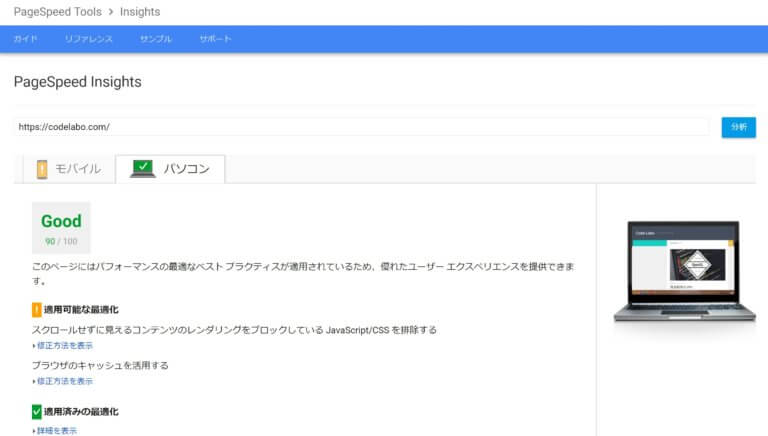 PageSpeed Tools > Insights
ガイド リファレンス サンプル サポート
PageSpeed Insights
https://codelabo.com/
分析
モバイル パソコン
Good
90 / 100
このページにはパフォーマンスの最適なベスト プラクティスが適用されているため、優れたユーザー エクスペリエンスを提供できま
す。
適用可能な最適化
スクロールせずに見えるコンテンツのレンダリングをブロックしている JavaScript/CSS を排除する
修正方法を表示
ブラウザのキャッシュを活用する
修正方法を表示
適用済みの最適化
詳細を表示
Code Labo